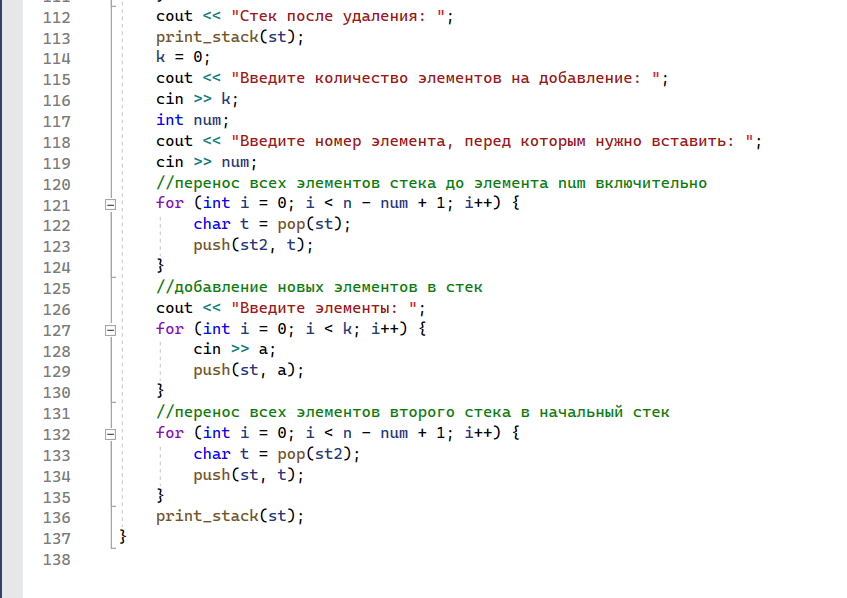 112 cout << "Стек после удаления: ";
113 print_stack(st);
114 k = 0;
115 cout << "Введите количество элементов на добавление: ";
116 cin >> k;
117 int num;
118 cout << "Введите номер элемента, перед которым нужно вставить: ";
119 cin >> num;
120 //перенос всех элементов стека до элемента num включительно
121 for (int i = 0; i < n - num + 1; i++) {
122 char t = pop(st);
123 push(st2, t);
124 }
125 //добавление новых элементов в стек
126 cout << "Введите элементы: ";
127 for (int i = 0; i < k; i++) {
128 cin >> a;
129 push(st, a);
130 }
131 //перенос всех элементов второго стека в начальный стек
132 for (int i = 0; i < n - num + 1; i++) {
133 char t = pop(st2);
134 push(st, t);
135 }
136 print_stack(st);
137 }
138